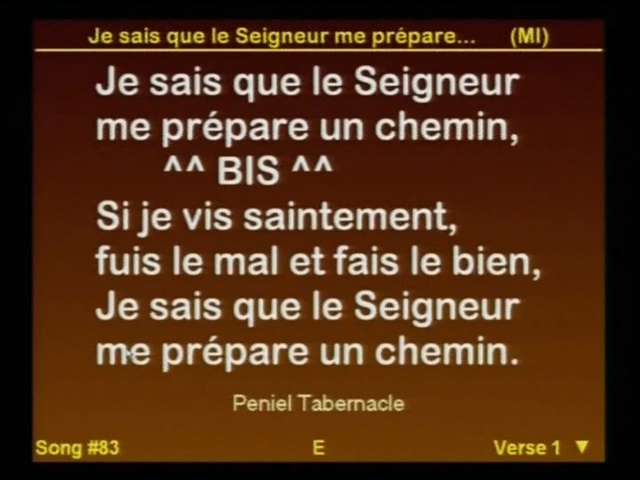 Je sais que le Seigneur me prépare... (MI)
Je sais que le Seigneur
me prépare un chemin,
^^ BIS ^^
Si je vis saintement,
fuis le mal et fais le bien,
Je sais que le Seigneur
me prépare un chemin.
Peniel Tabernacle
Song #83 E Verse 1 ▼